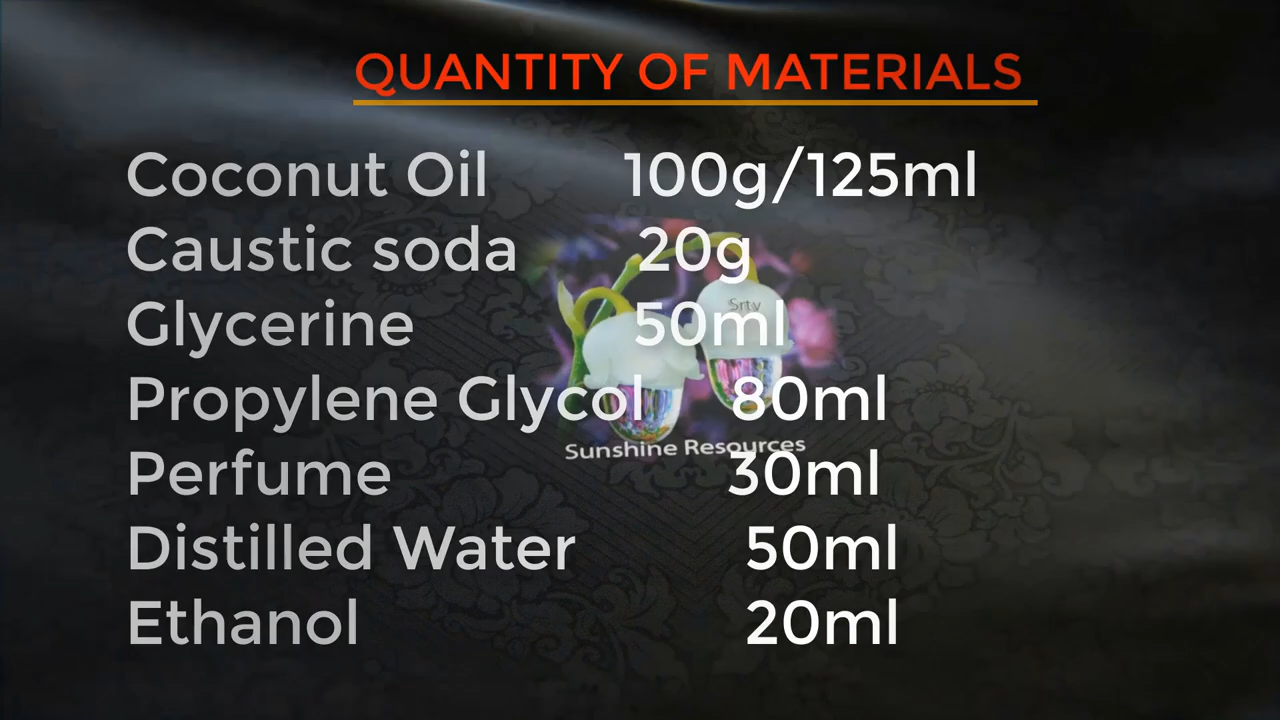 QUANTITY OF MATERIALS
Coconut Oil 100g/125ml
Caustic soda 20g
Srtv
Glycerine 50ml
Propylene Glycol 80ml
Sunshine Resources
Perfume 30ml
Distilled Water 50ml
Ethanol 20ml